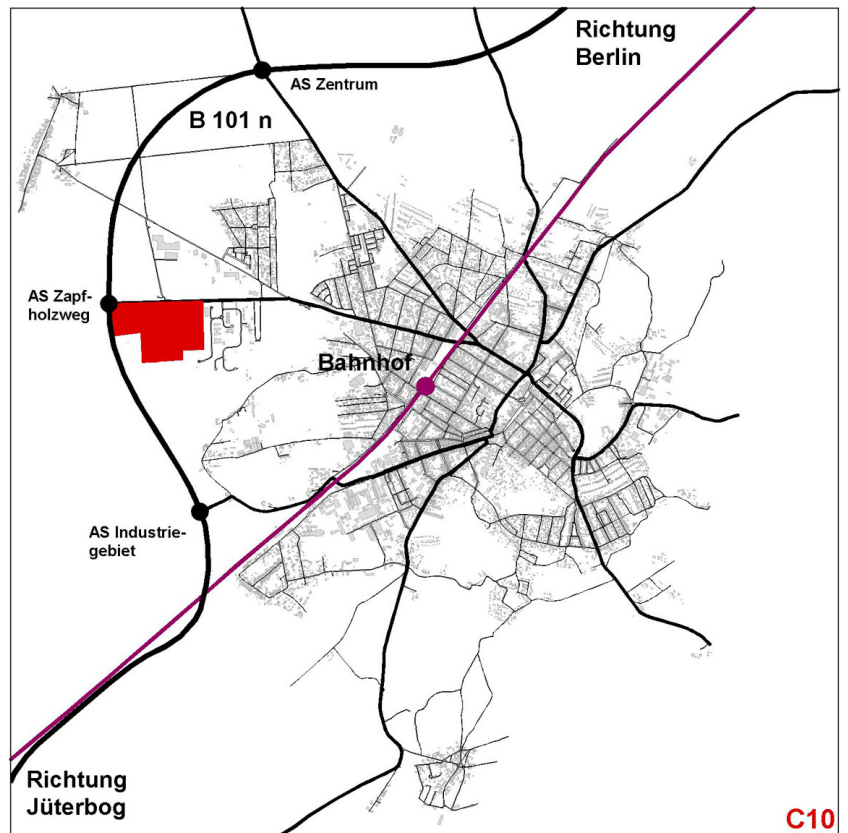 Richtung
Berlin
AS Zentrum
B 101 n
AS Zapf-
holzweg
Bahnhof
AS Industrie-
gebiet
Richtung
Jüterbog
C10